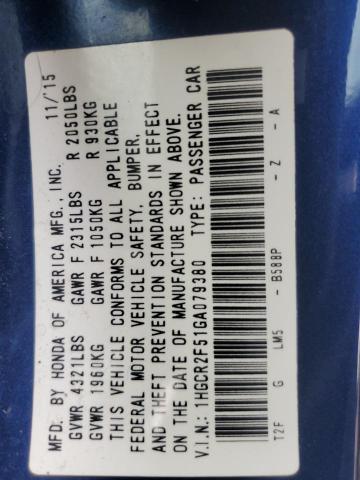 MFD. BY HONDA OF AMERICA MFG., INC. 11/'15
GVWR 4321LBS GAWR F 2315LBS R 2050LBS
GVWR 1960KG GAWR F 1050KG R 930KG
THIS VEHICLE CONFORMS TO ALL APPLICABLE
FEDERAL MOTOR VEHICLE SAFETY, BUMPER,
AND THEFT PREVENTION STANDARDS IN EFFECT
ON THE DATE OF MANUFACTURE SHOWN ABOVE.
V.I.N.: 1HGCR2F51GA079380 TYPE: PASSENGER CAR
T2F G LM5 - B588P - Z - A